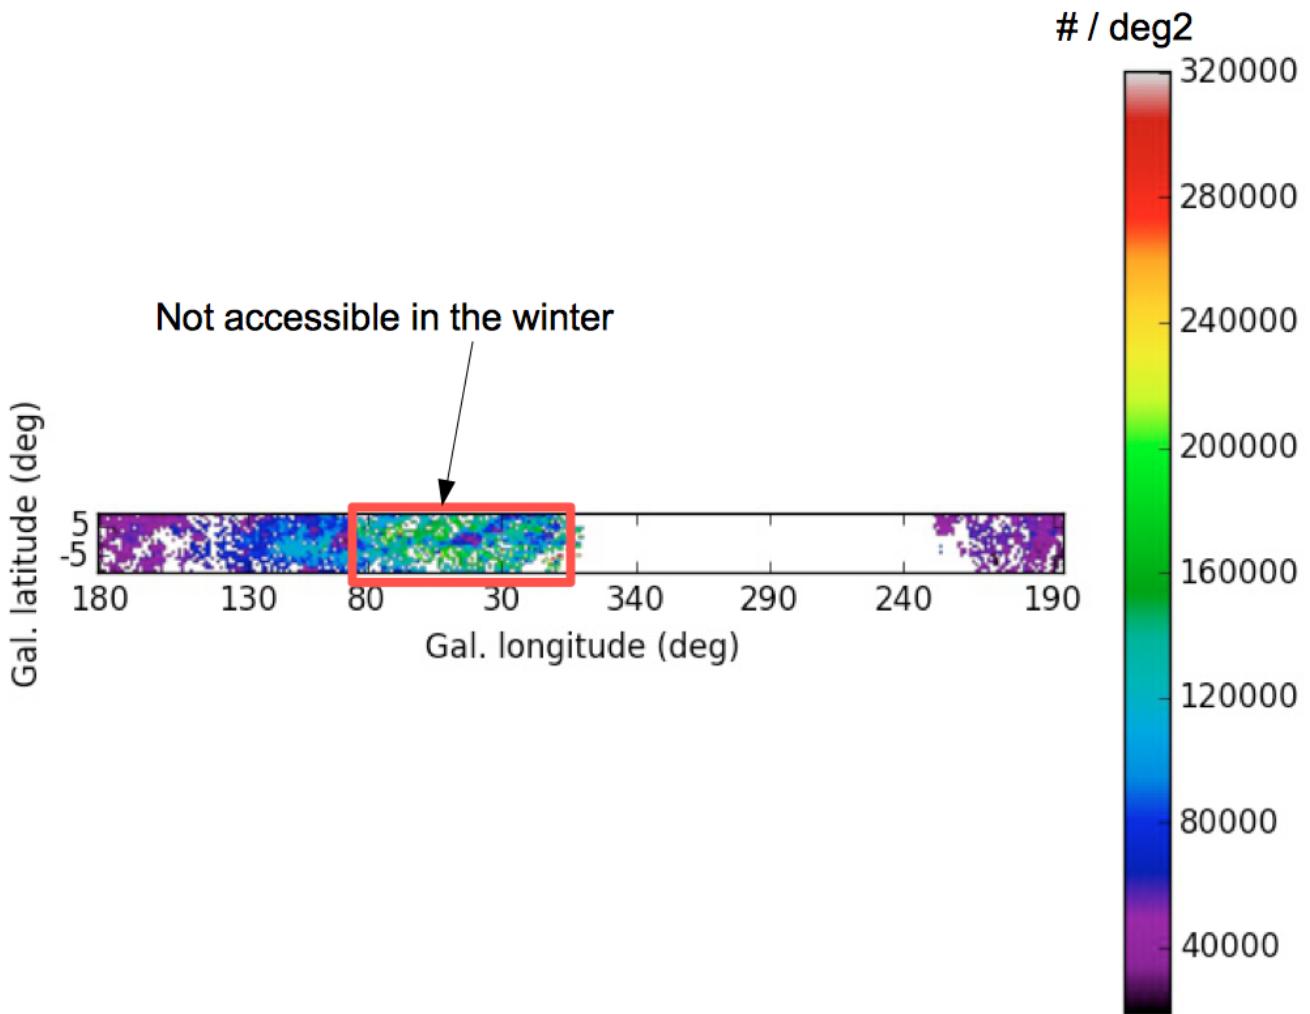 # / deg2
320000
280000
240000
200000
160000
120000
80000
40000
Not accessible in the winter
Gal. latitude (deg)
5
-5
180 130 80 30 340 290 240 190
Gal. longitude (deg)